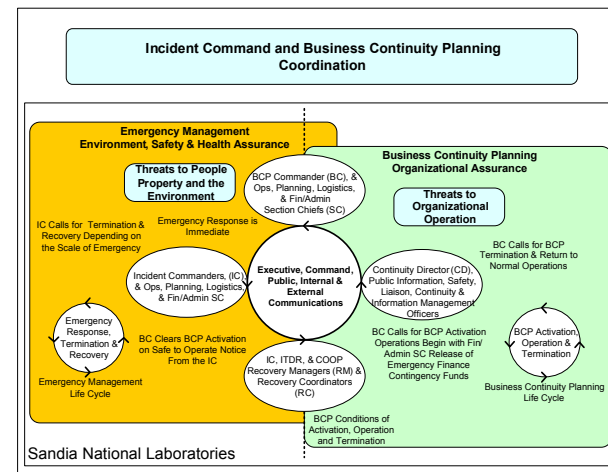 Incident Command and Business Continuity Planning
Coordination
Emergency Management
Environment, Safety & Health Assurance
Threats to People
Property and the
Environment
IC Calls for Termination &
Recovery Depending on
the Scale of Emergency
Emergency Response is
Immediate
Incident Commanders, (IC),
& Ops, Planning, Logistics,
& Fin/Admin SC
Emergency
Response,
Termination &
Recovery
Emergency Management
Life Cycle
BC Clears BCP Activation
on Safe to Operate Notice
From the IC
BCP Commander (BC), &
Ops, Planning, Logistics,
& Fin/Admin
Section Chiefs (SC)
Executive, Command,
Public, Internal &
External
Communications
IC, ITDR, & COOP
Recovery Managers (RM) &
Recovery Coordinators
(RC)
Business Continuity Planning
Organizational Assurance
Threats to
Organizational
Operation
BC Calls for BCP
Termination & Return to
Normal Operations
Continuity Director (CD),
Public Information, Safety,
Liaison, Continuity &
Information Management
Officers
BC Calls for BCP Activation
Operations Begin with Fin/
Admin SC Release of
Emergency Finance
Contingency Funds
BCP Activation,
Operation &
Termination
Business Continuity Planning
Life Cycle
BCP Conditions of
Activation, Operation
and Termination
Sandia National Laboratories